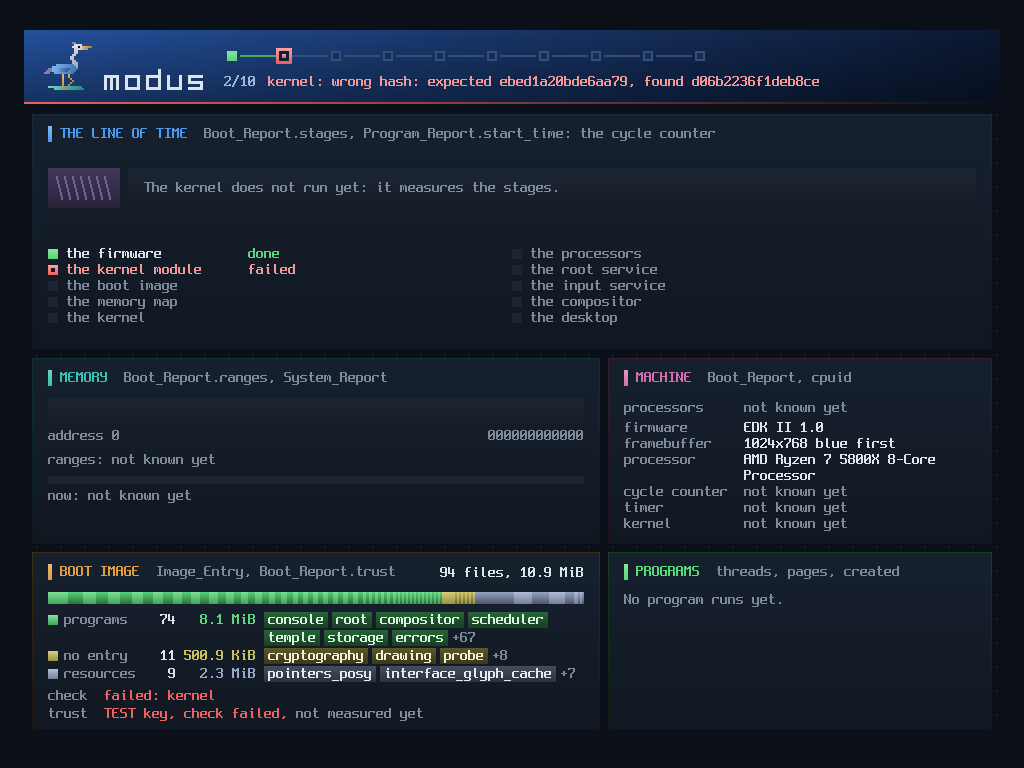 modus
2/10 kernel: wrong hash: expected ebed1a20bde6aa79, found d06b2236f1deb8ce
THE LINE OF TIME Boot_Report.stages, Program_Report.start_time: the cycle counter
The kernel does not run yet: it measures the stages.
the firmware done
the kernel module failed
the boot image
the memory map
the kernel
the processors
the root service
the input service
the compositor
the desktop
MEMORY Boot_Report.ranges, System_Report
address 0 000000000000
ranges: not known yet
now: not known yet
MACHINE Boot_Report, cpuid
processors not known yet
firmware EDK II 1.0
framebuffer 1024x768 blue first
processor AMD Ryzen 7 5800X 8-Core
Processor
cycle counter not known yet
timer not known yet
kernel not known yet
BOOT IMAGE Image_Entry, Boot_Report.trust 94 files, 10.9 MiB
programs 74 8.1 MiB console root compositor scheduler
temple storage errors +67
no entry 11 500.9 KiB cryptography drawing probe +8
resources 9 2.3 MiB pointers_posy interface_glyph_cache +7
check failed: kernel
trust TEST key, check failed, not measured yet
PROGRAMS threads, pages, created
No program runs yet.